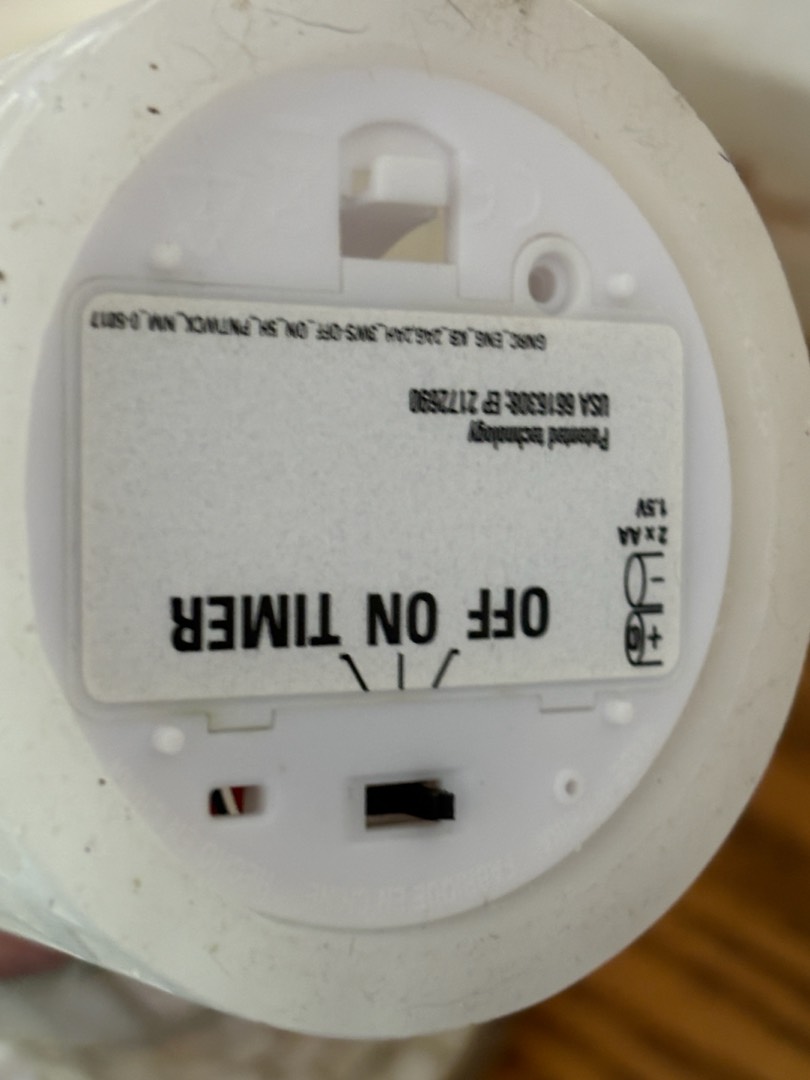 OFF ON TIMER
+
-
2 x AA
1.5V
Patented technology
USA 6616308; EP 2172690